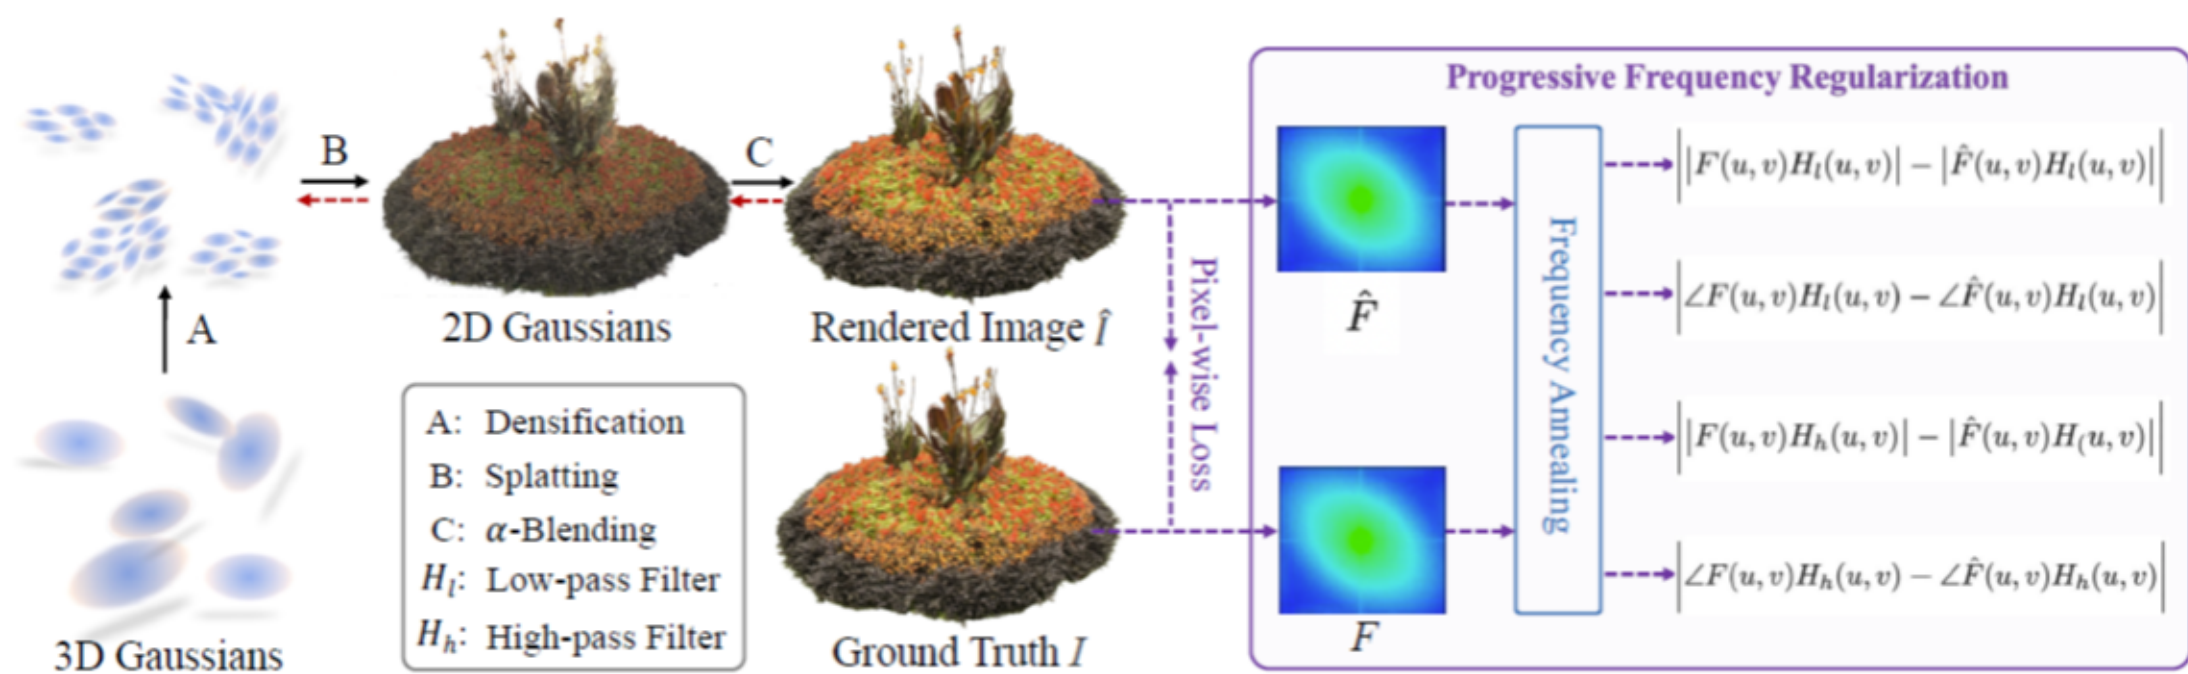 A
3D Gaussians
B
2D Gaussians
C
Rendered Image Î
A: Densification
B: Splatting
C: α-Blending
H_l: Low-pass Filter
H_h: High-pass Filter
Ground Truth I
Pixel-wise Loss
Progressive Frequency Regularization
F̂
F
Frequency Annealing
||F(u, v)H_l(u, v)| − |F̂(u, v)H_l(u, v)||
|∠F(u, v)H_l(u, v) − ∠F̂(u, v)H_l(u, v)|
||F(u, v)H_h(u, v)| − |F̂(u, v)H_(u, v)||
|∠F(u, v)H_h(u, v) − ∠F̂(u, v)H_h(u, v)|